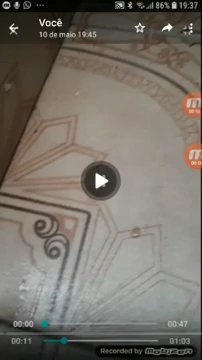 86% 19:37
Você
10 de maio 19:45
00:00 00:47
00:11 01:03
Recorded by